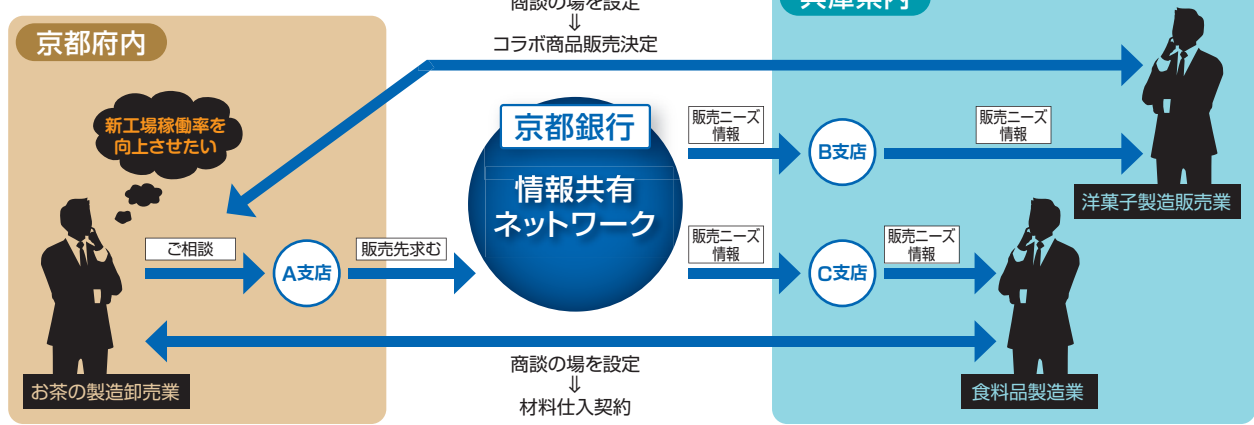 商談の場を設定
⇓
コラボ商品販売決定
京都府内
兵庫県内
新工場稼働率を
向上させたい
京都銀行
情報共有
ネットワーク
販売ニーズ
情報
B支店
販売ニーズ
情報
洋菓子製造販売業
ご相談
A支店
販売先求む
販売ニーズ
情報
C支店
販売ニーズ
情報
お茶の製造卸売業
食料品製造業
商談の場を設定
⇓
材料仕入契約